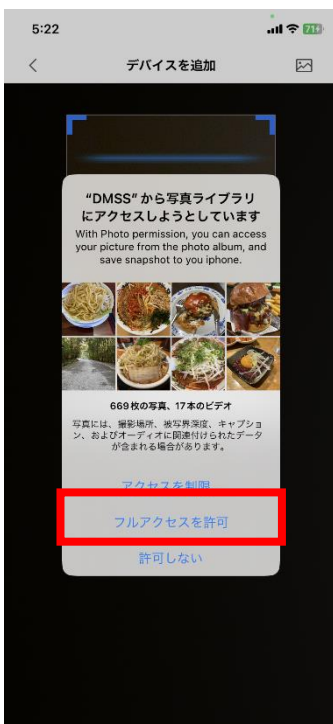 5:22
71
デバイスを追加
“DMSS”から写真ライブラリ
にアクセスしようとしています
With Photo permission, you can access
your picture from the photo album, and
save snapshot to you iphone.
669枚の写真、17本のビデオ
写真には、撮影場所、被写界深度、キャプショ
ン、およびオーディオに関連付けられたデータ
が含まれる場合があります。
アクセスを制限
フルアクセスを許可
許可しない